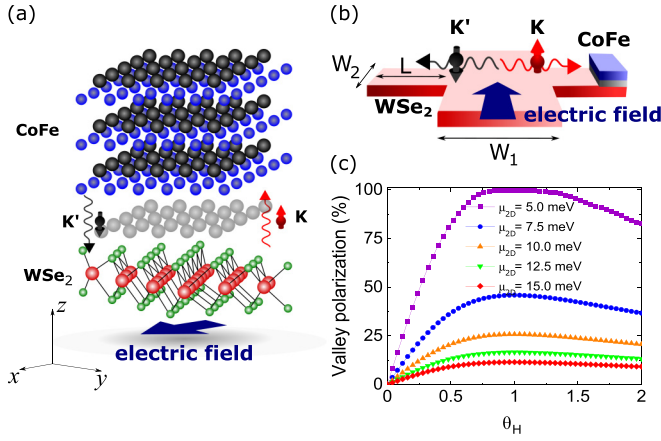 (a)
CoFe
K'
K
WSe₂
z
x
y
electric field
(b)
K'
K
CoFe
W₂
L
WSe₂
electric field
W₁
(c)
Valley polarization (%)
100
75
50
25
0
μ₂D = 5.0 meV
μ₂D = 7.5 meV
μ₂D = 10.0 meV
μ₂D = 12.5 meV
μ₂D = 15.0 meV
0
0.5
1
1.5
2
θH